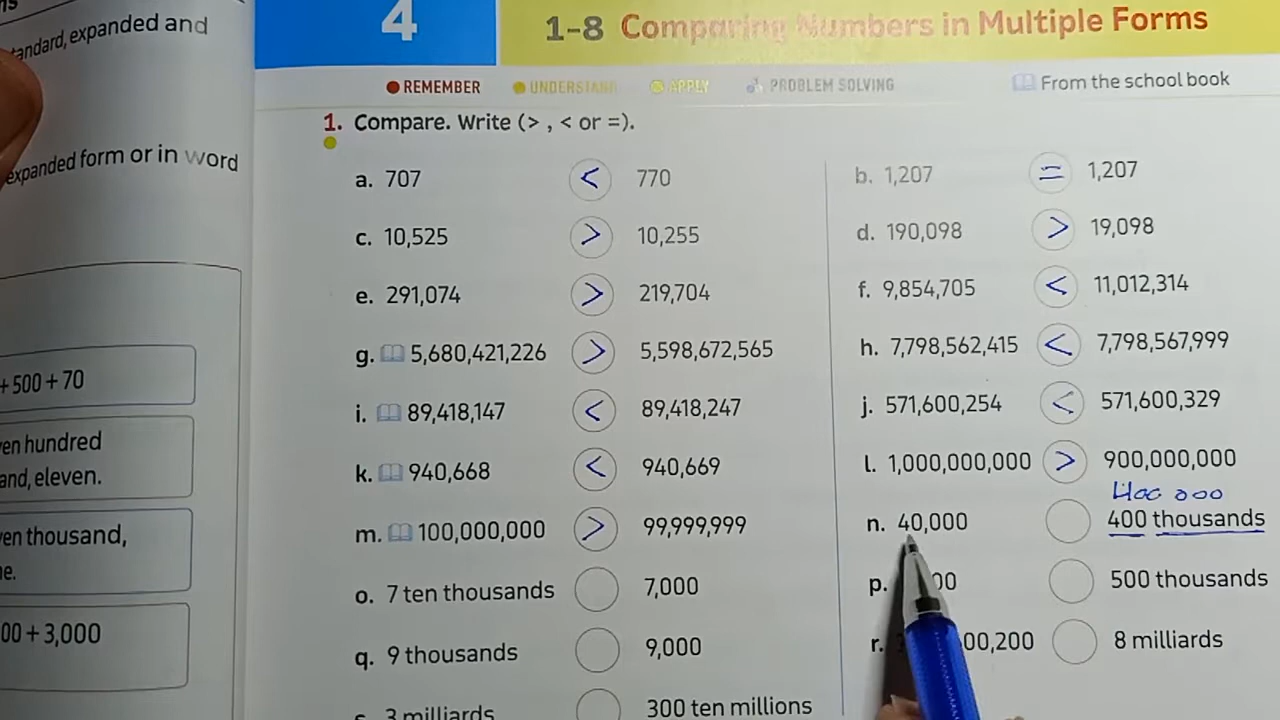 standard, expanded and
expanded form or in word
+ 500 + 70
hundred
eleven.
thousand,
00 + 3,000
4
1-8 Comparing Numbers in Multiple Forms
REMEMBER UNDERSTAND APPLY PROBLEM SOLVING From the school book
1. Compare. Write (> , < or =).
a. 707 < 770
b. 1,207 = 1,207
c. 10,525 > 10,255
d. 190,098 > 19,098
e. 291,074 > 219,704
f. 9,854,705 < 11,012,314
g. 5,680,421,226 > 5,598,672,565
h. 7,798,562,415 < 7,798,567,999
i. 89,418,147 < 89,418,247
j. 571,600,254 < 571,600,329
k. 940,668 < 940,669
l. 1,000,000,000 > 900,000,000
400 000
m. 100,000,000 > 99,999,999
n. 40,000 400 thousands
o. 7 ten thousands 7,000
p. 500 thousands
q. 9 thousands 9,000
r. 00,200 8 milliards
3 milliards 300 ten millions